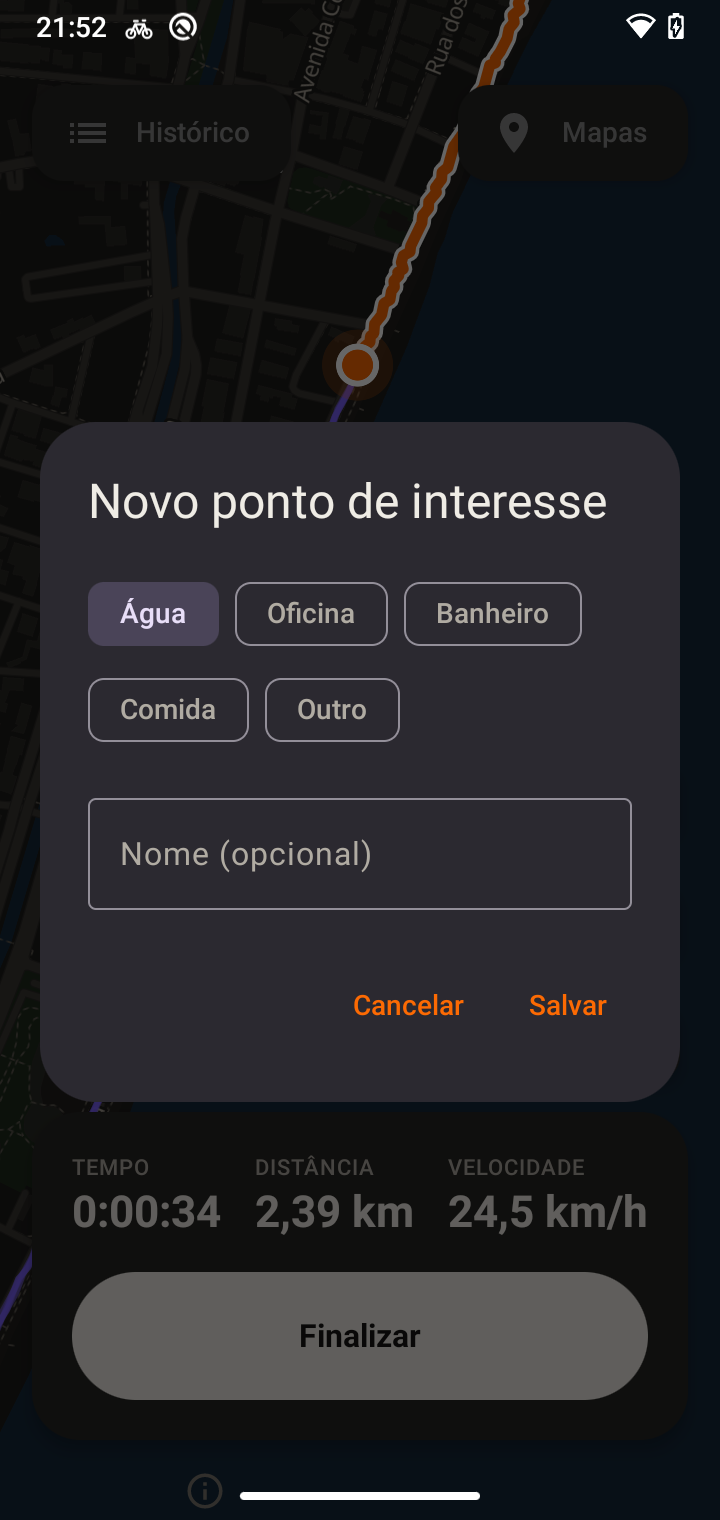 21:52
Avenida
Rua dos
Histórico
Mapas
Novo ponto de interesse
Água
Oficina
Banheiro
Comida
Outro
Nome (opcional)
Cancelar
Salvar
TEMPO
DISTÂNCIA
VELOCIDADE
0:00:34
2,39 km
24,5 km/h
Finalizar